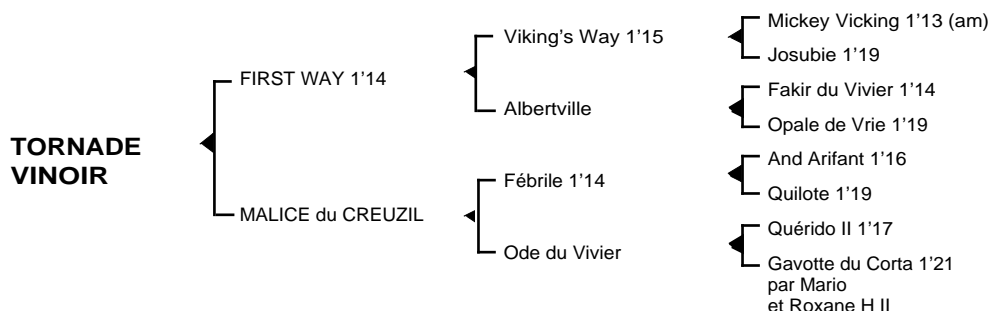 Mickey Vicking 1'13 (am)
Viking's Way 1'15
Josubie 1'19
FIRST WAY 1'14
Fakir du Vivier 1'14
Albertville
Opale de Vrie 1'19
TORNADE
VINOIR
And Arifant 1'16
Fébrile 1'14
Quilote 1'19
MALICE du CREUZIL
Quérido II 1'17
Ode du Vivier
Gavotte du Corta 1'21
par Mario
et Roxane H II